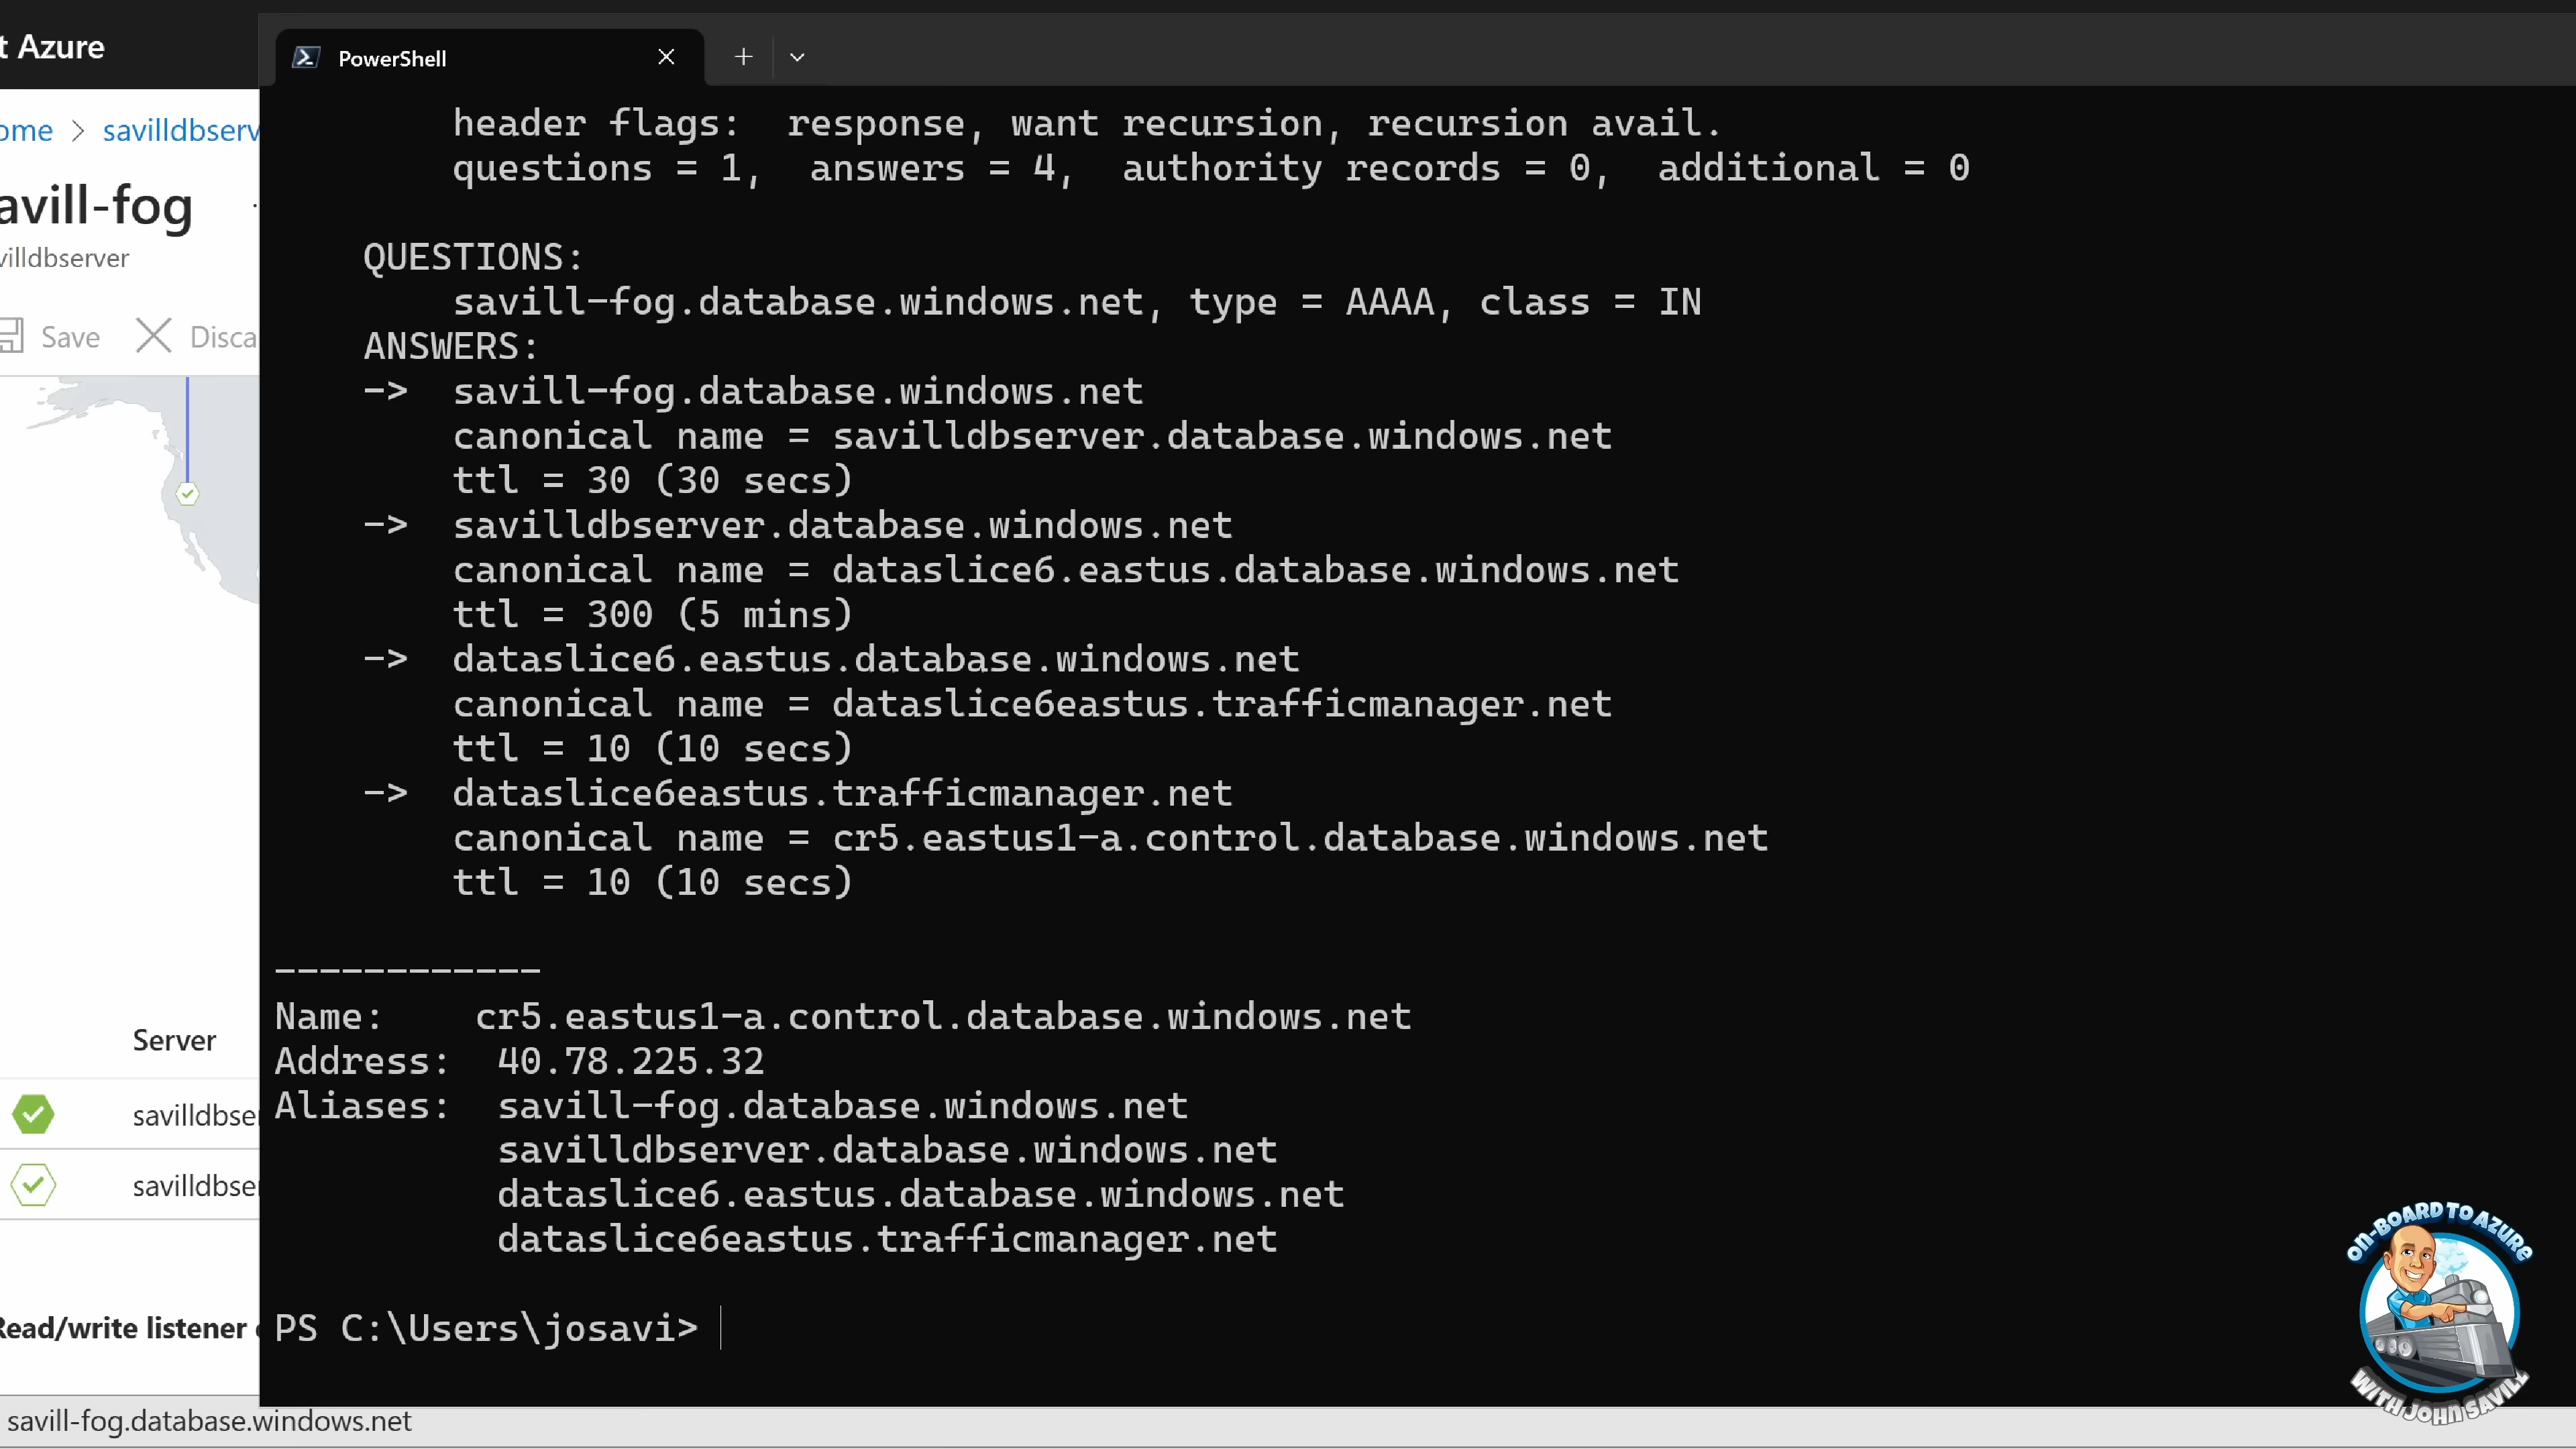 t Azure
PowerShell
ome > savilldbserv
avill-fog
villdbserver
Save Disca
header flags: response, want recursion, recursion avail.
questions = 1, answers = 4, authority records = 0, additional = 0
QUESTIONS:
savill-fog.database.windows.net, type = AAAA, class = IN
ANSWERS:
-> savill-fog.database.windows.net
canonical name = savilldbserver.database.windows.net
ttl = 30 (30 secs)
-> savilldbserver.database.windows.net
canonical name = dataslice6.eastus.database.windows.net
ttl = 300 (5 mins)
-> dataslice6.eastus.database.windows.net
canonical name = dataslice6eastus.trafficmanager.net
ttl = 10 (10 secs)
-> dataslice6eastus.trafficmanager.net
canonical name = cr5.eastus1-a.control.database.windows.net
ttl = 10 (10 secs)
------------
Name: cr5.eastus1-a.control.database.windows.net
Address: 40.78.225.32
Aliases: savill-fog.database.windows.net
savilldbserver.database.windows.net
dataslice6.eastus.database.windows.net
dataslice6eastus.trafficmanager.net
PS C:\Users\josavi>
Server
savilldbse
savilldbse
Read/write listener
savill-fog.database.windows.net
ON-BOARD TO AZURE
WITH JOHN SAVILL